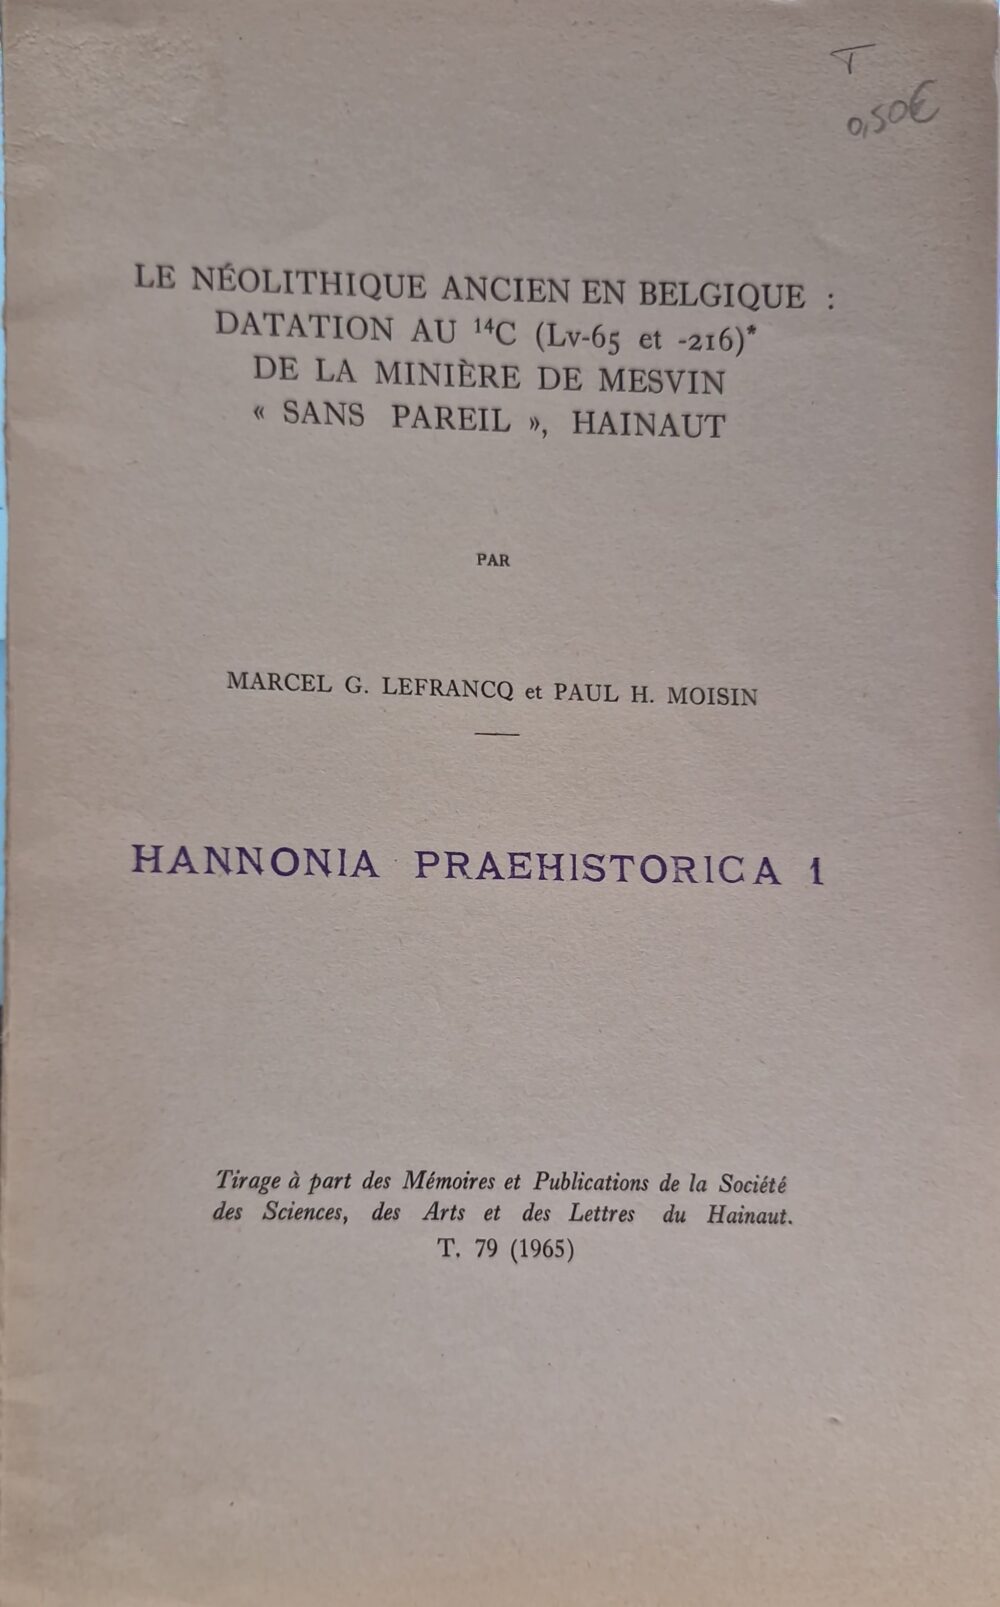 T
0,50€
LE NÉOLITHIQUE ANCIEN EN BELGIQUE :
DATATION AU ¹⁴C (Lv-65 et -216)*
DE LA MINIÈRE DE MESVIN
« SANS PAREIL », HAINAUT
PAR
MARCEL G. LEFRANCQ et PAUL H. MOISIN
HANNONIA PRAEHISTORICA 1
Tirage à part des Mémoires et Publications de la Société
des Sciences, des Arts et des Lettres du Hainaut.
T. 79 (1965)